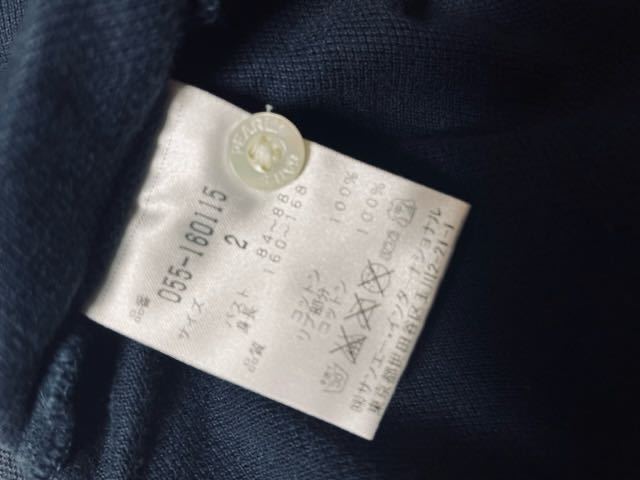 PEARLY
GATES
品番
055-160115
サイズ 2
バスト 84~88
身長 160~168
品質
コットン 100%
リブ部分
コットン 100%
(株)サンエー・インターナショナル
東京都世田谷区玉川2-21-1